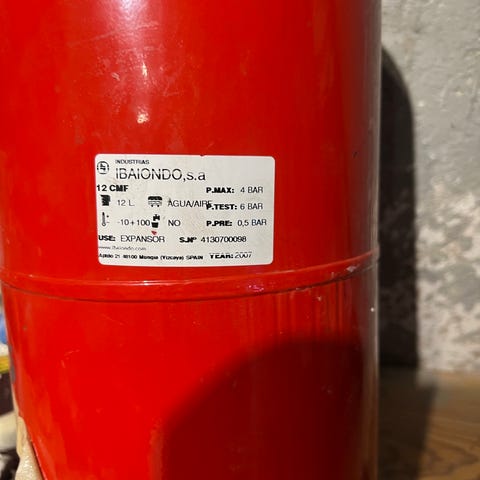 INDUSTRIAS
IBAIONDO,s.a
12 CMF P.MAX: 4 BAR
12 L. AGUA/AIRE P.TEST: 6 BAR
-10+100 NO P.PRE: 0,5 BAR
USE: EXPANSOR S.Nº 4130700098
www.ibaiondo.com
Aptdo 21 48100 Mungia (Vizcaya) SPAIN YEAR: 2007